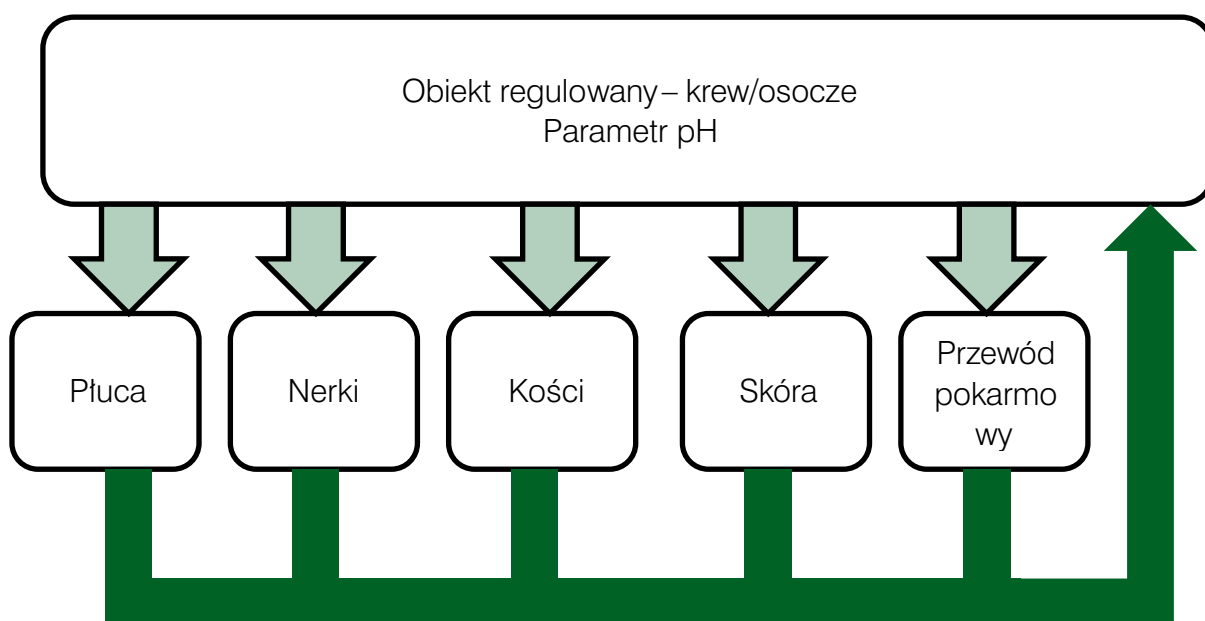 Obiekt regulowany – krew/osocze
Parametr pH
Płuca
Nerki
Kości
Skóra
Przewód
pokarmo
wy